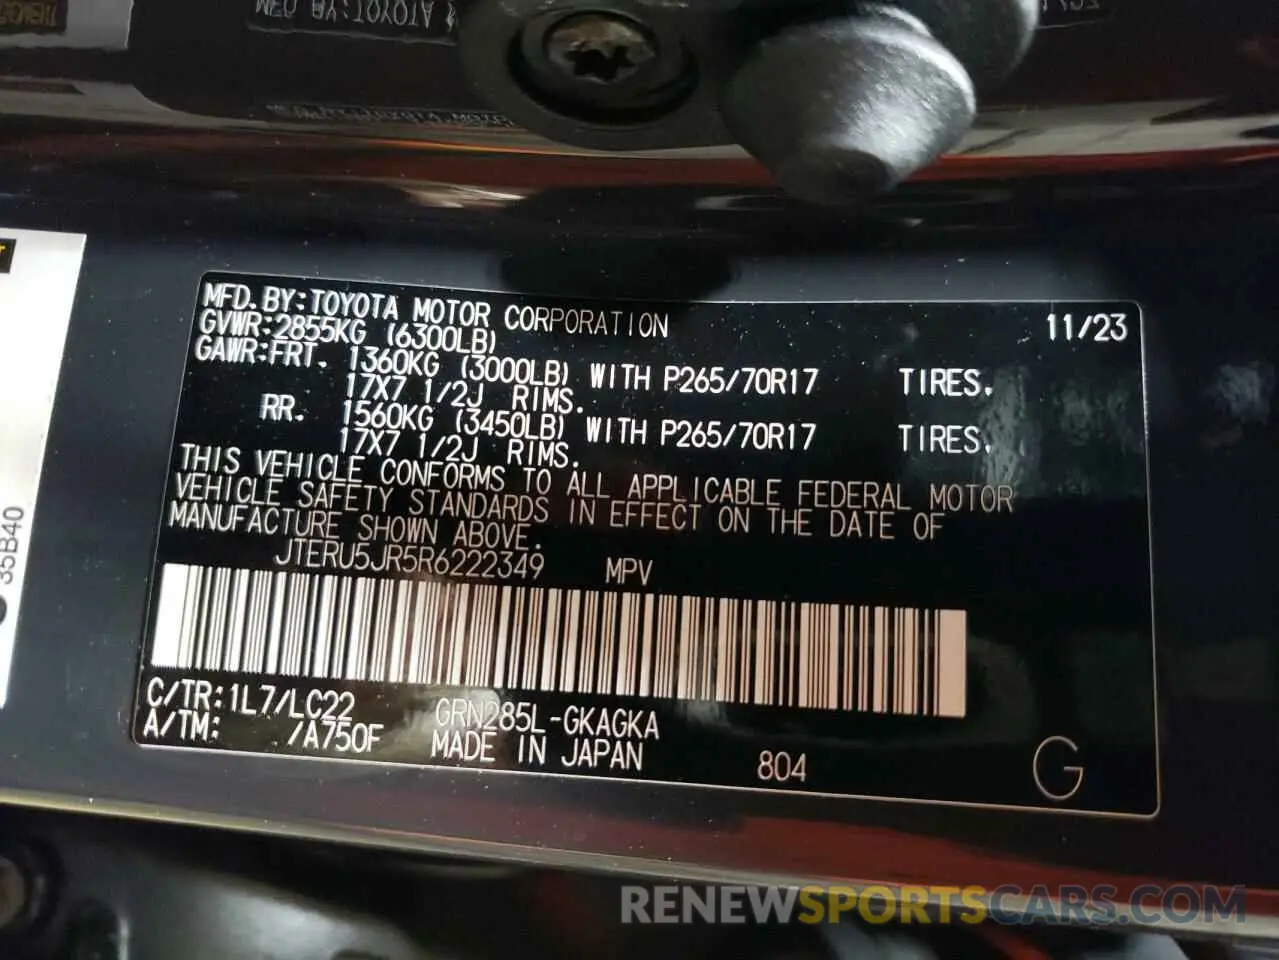 MFD. BY:TOYOTA MOTOR CORPORATION 11/23
GVWR:2855KG (6300LB)
GAWR:FRT. 1360KG (3000LB) WITH P265/70R17 TIRES.
17X7 1/2J RIMS.
RR. 1560KG (3450LB) WITH P265/70R17 TIRES.
17X7 1/2J RIMS.
THIS VEHICLE CONFORMS TO ALL APPLICABLE FEDERAL MOTOR
VEHICLE SAFETY STANDARDS IN EFFECT ON THE DATE OF
MANUFACTURE SHOWN ABOVE.
JTERU5JR5R6222349 MPV
C/TR:1L7/LC22 GRN285L-GKAGKA
A/TM: /A750F MADE IN JAPAN 804 G
35B40
RENEWSPORTSCARS.COM